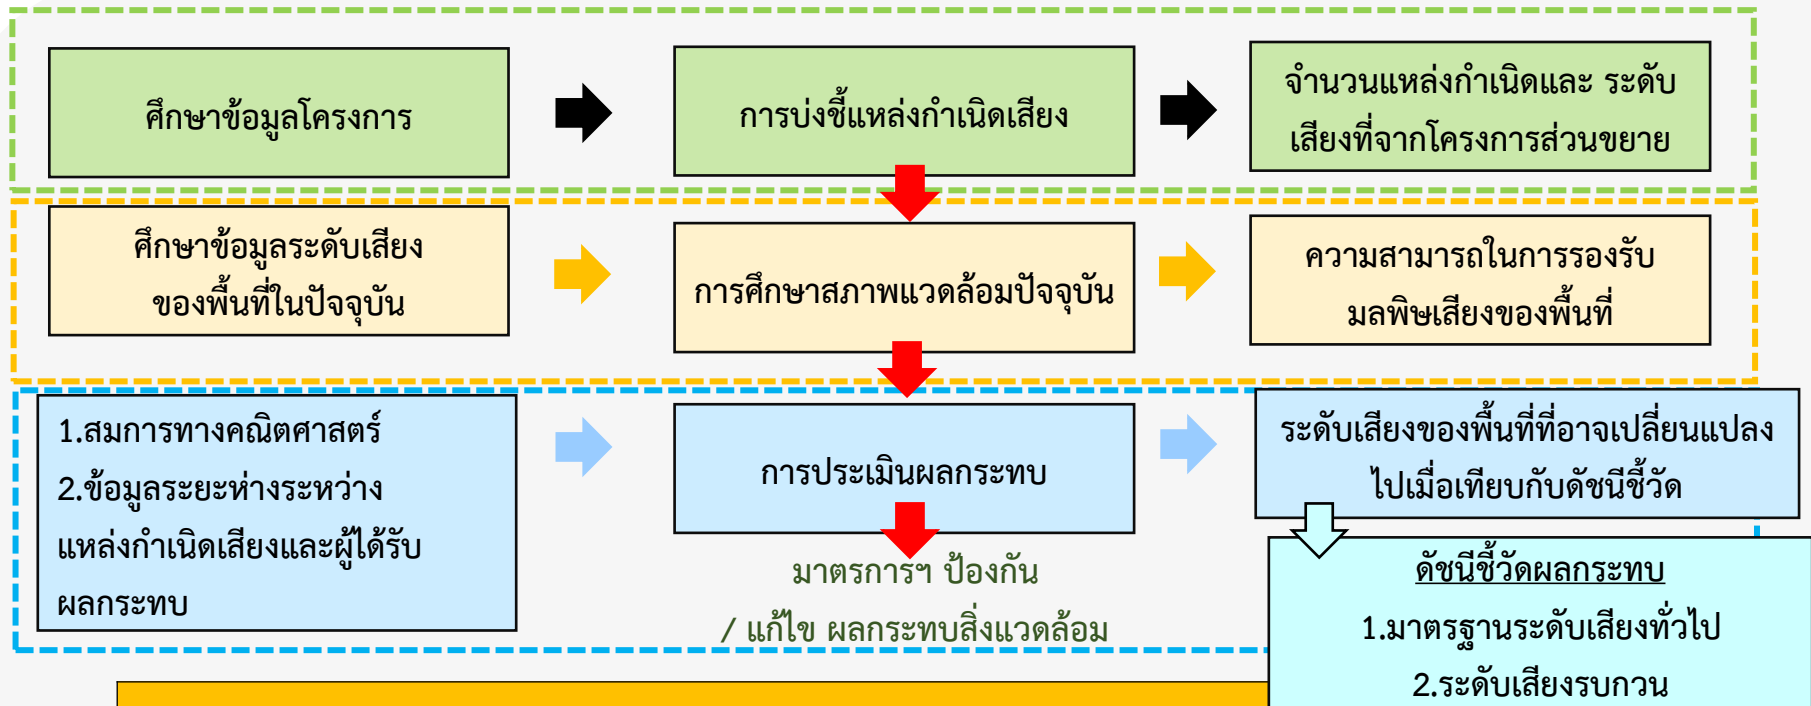 ศึกษาข้อมูลโครงการ
การบ่งชี้แหล่งกำเนิดเสียง
จำนวนแหล่งกำเนิดและ ระดับ
เสียงที่จากโครงการส่วนขยาย
ศึกษาข้อมูลระดับเสียง
ของพื้นที่ในปัจจุบัน
การศึกษาสภาพแวดล้อมปัจจุบัน
ความสามารถในการรองรับ
มลพิษเสียงของพื้นที่
1.สมการทางคณิตศาสตร์
2.ข้อมูลระยะห่างระหว่าง
แหล่งกำเนิดเสียงและผู้ได้รับ
ผลกระทบ
การประเมินผลกระทบ
ระดับเสียงของพื้นที่ที่อาจเปลี่ยนแปลง
ไปเมื่อเทียบกับดัชนีชี้วัด
มาตรการฯ ป้องกัน
/ แก้ไข ผลกระทบสิ่งแวดล้อม
ดัชนีชี้วัดผลกระทบ
1.มาตรฐานระดับเสียงทั่วไป
2.ระดับเสียงรบกวน